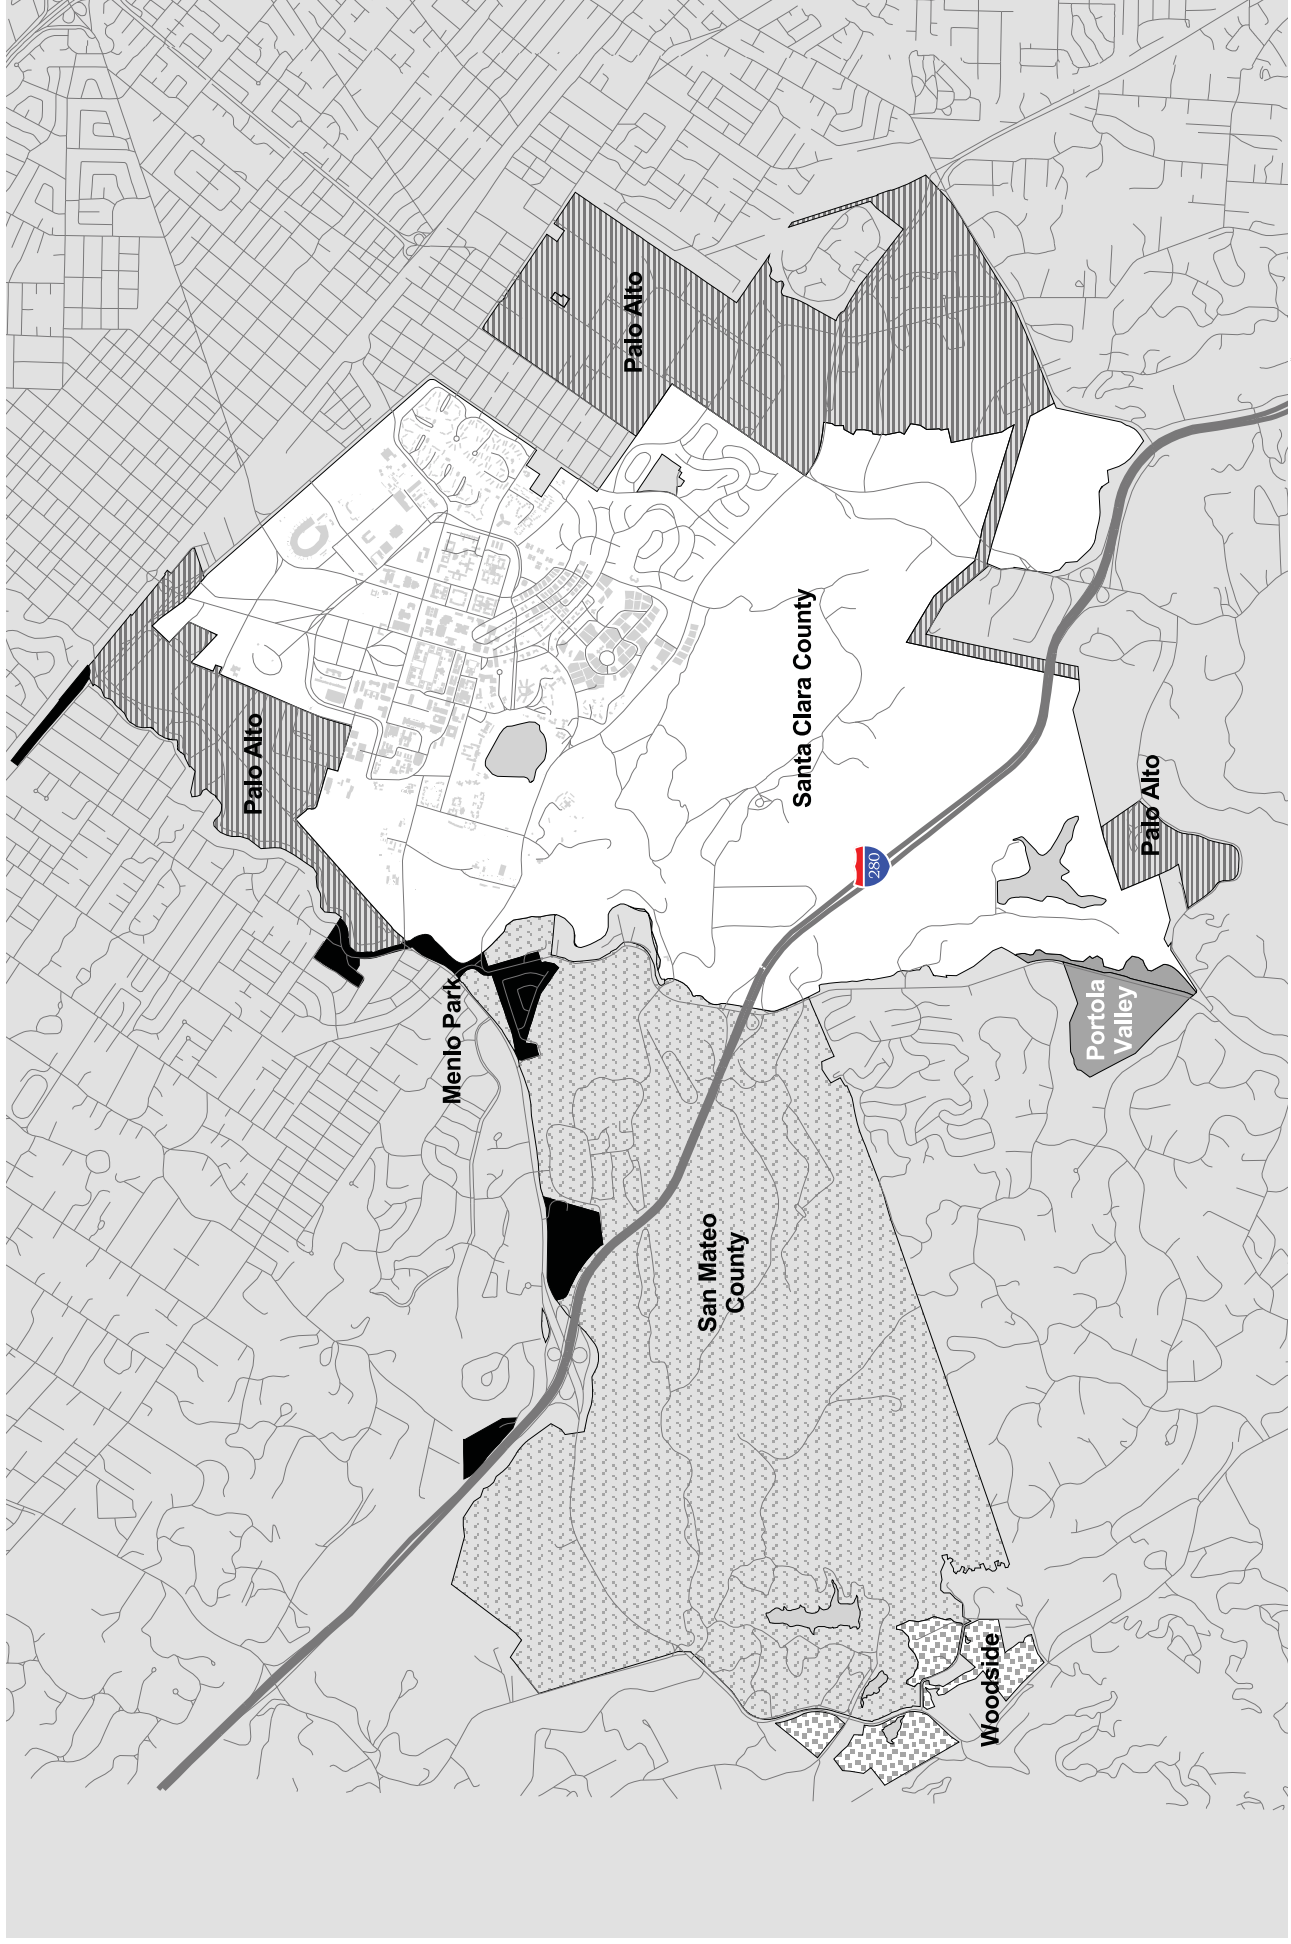 Palo Alto
Palo Alto
Santa Clara County
280
Palo Alto
Menlo Park
Portola
Valley
San Mateo
County
Woodside